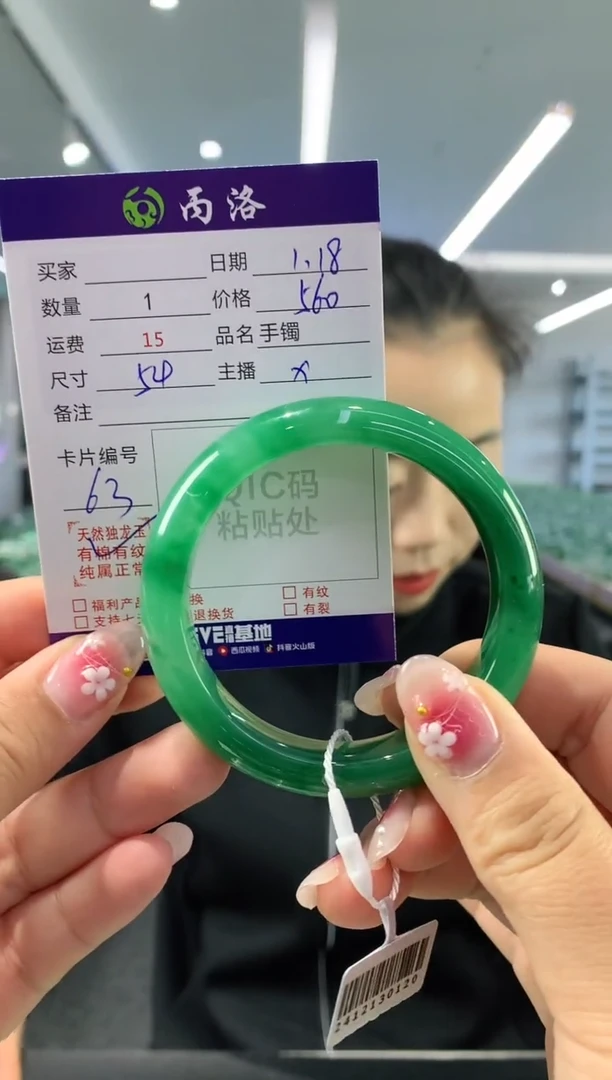 丙洛
买家 日期 1.18
数量 1 价格 560
运费 15 品名 手镯
尺寸 54 主播 x
备注
卡片编号
63
QIC码
粘贴处
天然独龙玉
有棉有纹
纯属正常
福利产 换 有纹
支持七 退换货 有裂
EVE 基地
西瓜视频 抖音火山版
2412130120